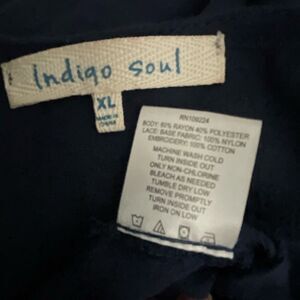 Indigo Soul
XL
MADE IN
CHINA
RN109224
BODY: 60% RAYON 40% POLYESTER
LACE: BASE FABRIC: 100% NYLON
EMBROIDERY: 100% COTTON
MACHINE WASH COLD
TURN INSIDE OUT
ONLY NON-CHLORINE
BLEACH AS NEEDED
TUMBLE DRY LOW
REMOVE PROMPTLY
TURN INSIDE OUT
IRON ON LOW